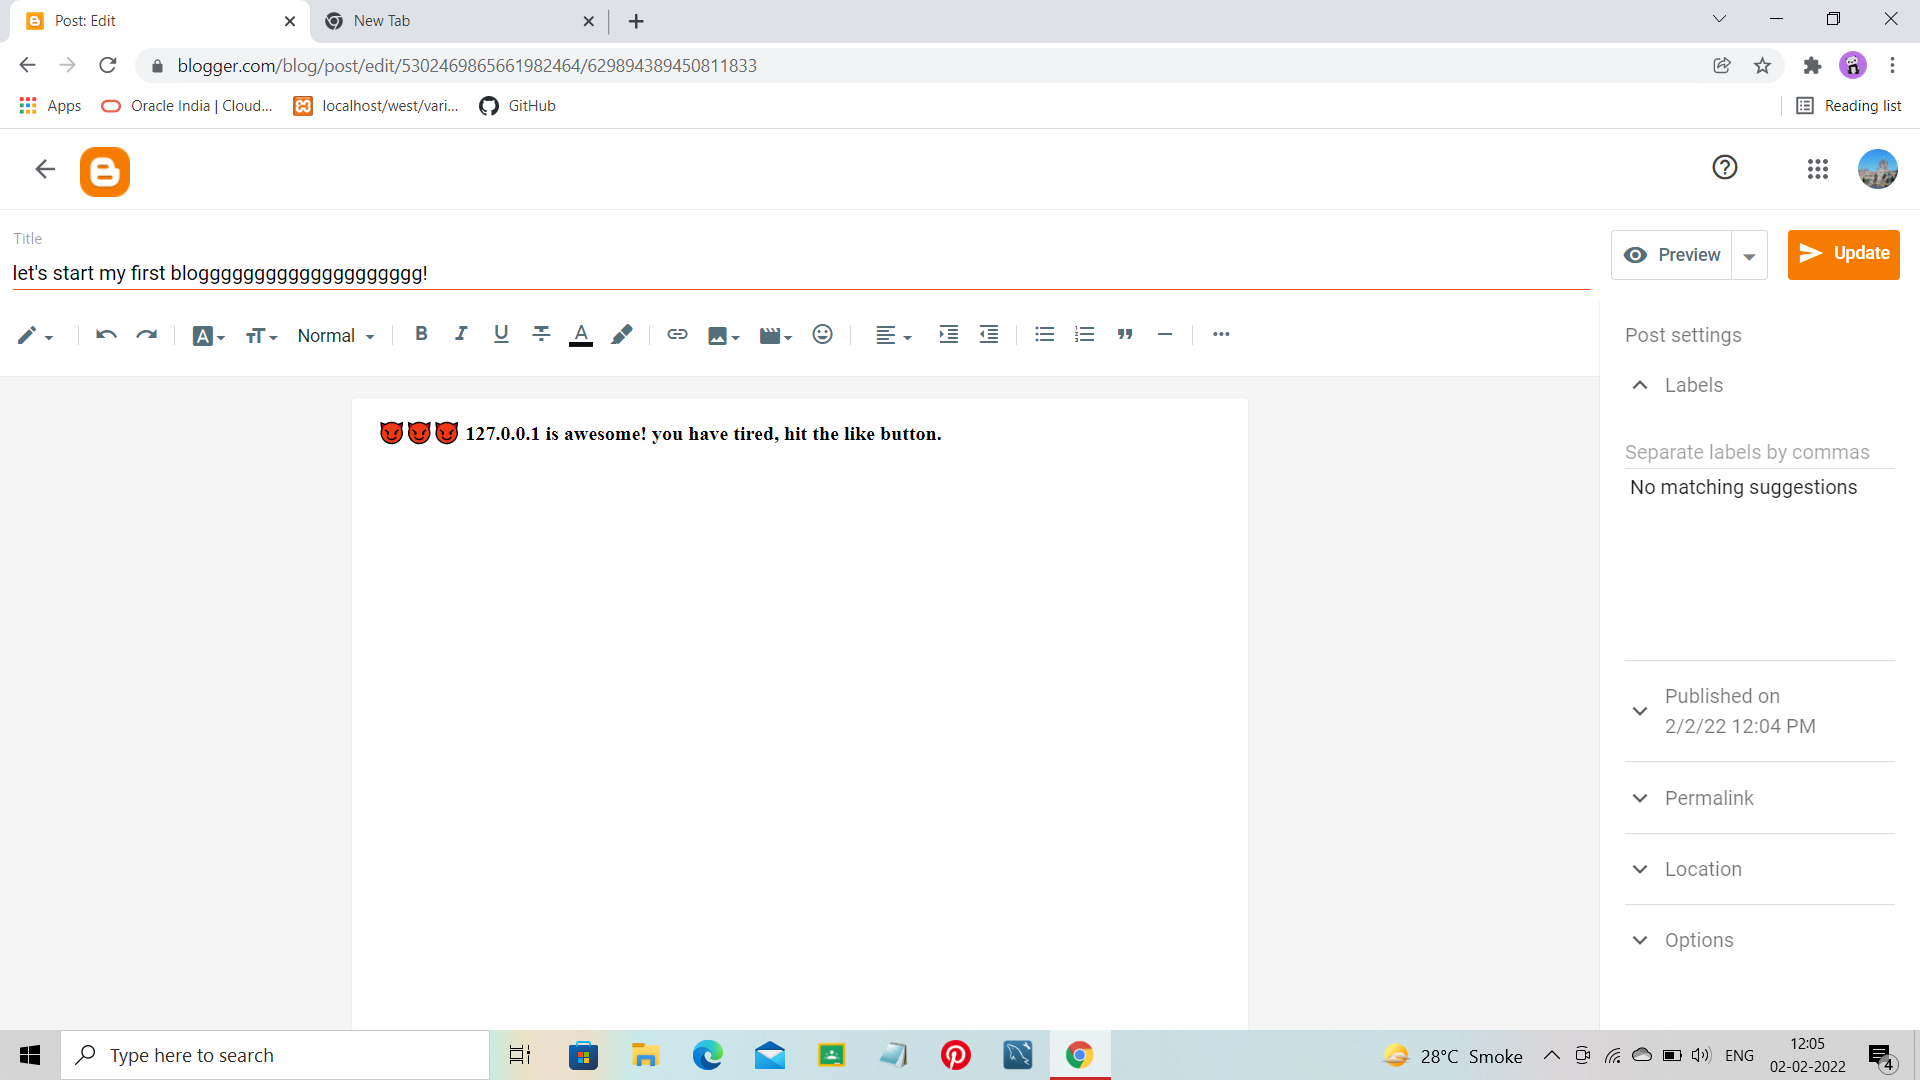 Post: Edit
New Tab
blogger.com/blog/post/edit/5302469865661982464/629894389450811833
Apps
Oracle India | Cloud...
localhost/west/vari...
GitHub
Reading list
Title
let's start my first bloggggggggggggggggggggg!
Preview
Update
Normal
Post settings
Labels
😈😈😈 127.0.0.1 is awesome! you have tired, hit the like button.
Separate labels by commas
No matching suggestions
Published on
2/2/22 12:04 PM
Permalink
Location
Options
Type here to search
28°C Smoke
ENG
12:05
02-02-2022
4